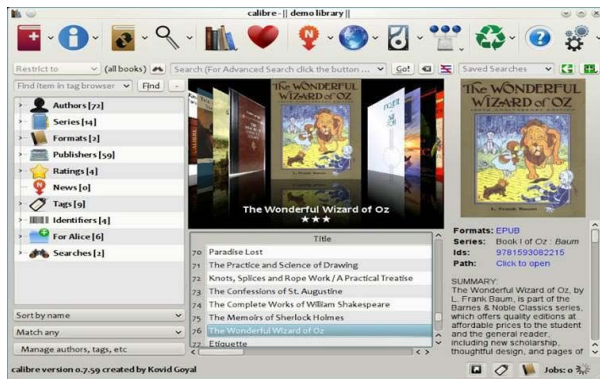 calibre - || demo library ||
Restrict to
(all books)
Search (For Advanced Search click the button ...
Go!
Saved Searches
Find item in tag browser
Find
-
Authors [72]
Series [14]
Formats [2]
Publishers [59]
Ratings [4]
News [0]
Tags [9]
Identifiers [4]
For Alice [6]
Searches [2]
Sort by name
Match any
Manage authors, tags, etc
THE WONDERFUL
WIZARD OF OZ
The Wonderful Wizard of Oz
★★★
Title
70 Paradise Lost
71 The Practice and Science of Drawing
72 Knots, Splices and Rope Work / A Practical Treatise
73 The Confessions of St. Augustine
74 The Complete Works of William Shakespeare
75 The Memoirs of Sherlock Holmes
76 The Wonderful Wizard of Oz
77 Etiquette
THE WONDERFUL
WIZARD OF OZ
L. Frank Baum
Formats: EPUB
Series: Book I of Oz : Baum
Ids: 9781593082215
Path: Click to open
SUMMARY:
The Wonderful Wizard of Oz, by
L. Frank Baum, is part of the
Barnes & Noble Classics series,
which offers quality editions at
affordable prices to the student
and the general reader,
including new scholarship,
thoughtful design, and pages of
calibre version 0.7.59 created by Kovid Goyal
Jobs: 0